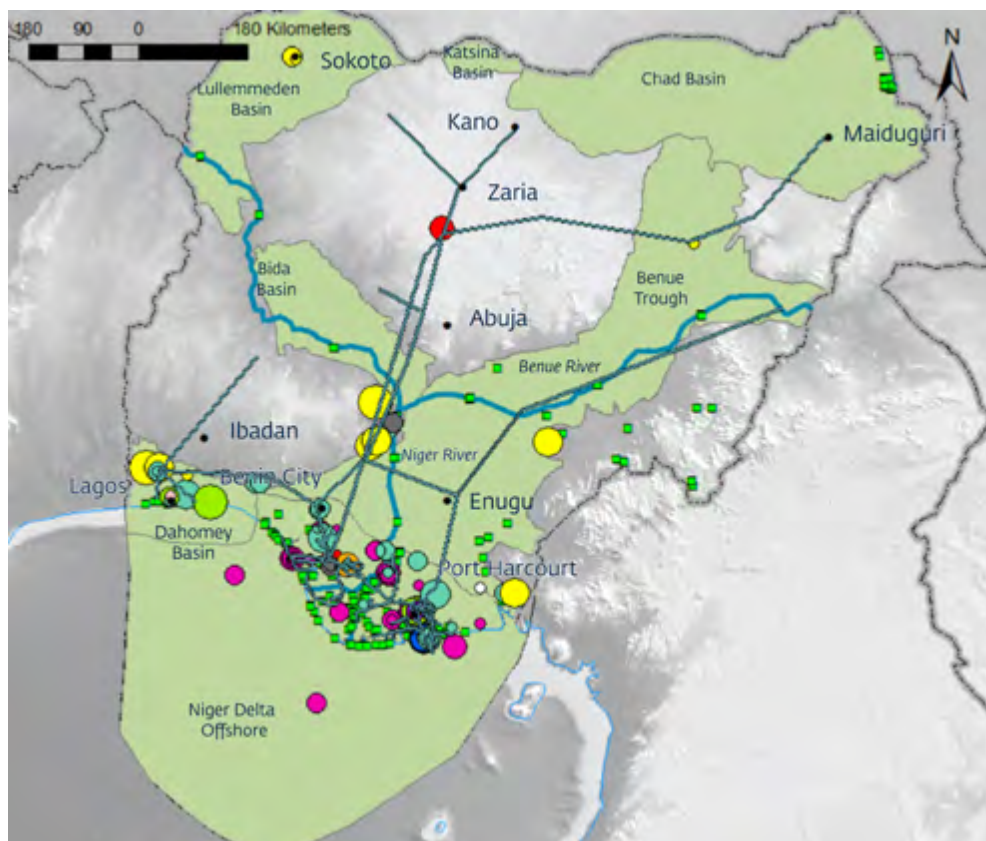 180 90 0 180 Kilometers
N
Sokoto
Katsina
Basin
Chad Basin
Lullemmeden
Basin
Kano
Maiduguri
Zaria
Bida
Basin
Benue
Trough
Abuja
Benue River
Ibadan
Niger River
Benin City
Lagos
Enugu
Dahomey
Basin
Port Harcourt
Niger Delta
Offshore